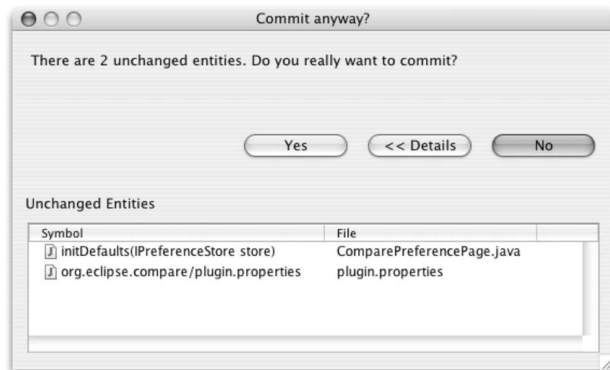 Commit anyway?
There are 2 unchanged entities. Do you really want to commit?
Yes
<< Details
No
Unchanged Entities
Symbol File
initDefaults(IPreferenceStore store) ComparePreferencePage.java
org.eclipse.compare/plugin.properties plugin.properties